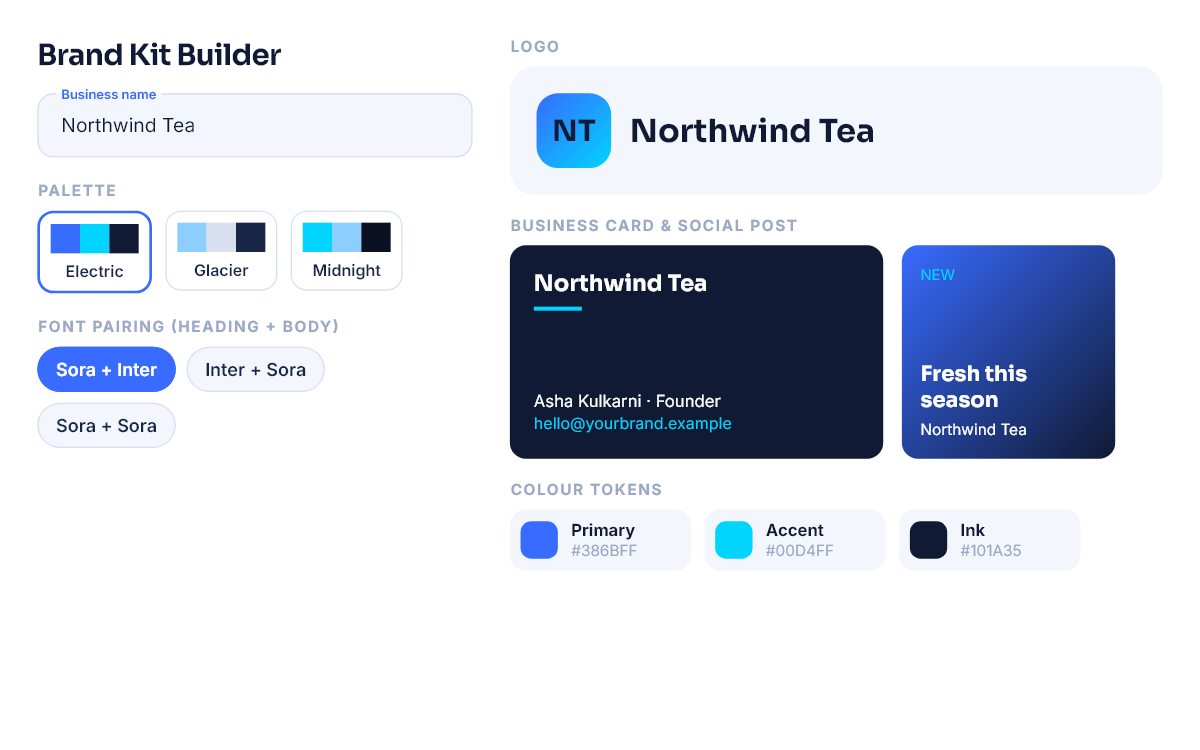 Brand Kit Builder
Business name
Northwind Tea
PALETTE
Electric
Glacier
Midnight
FONT PAIRING (HEADING + BODY)
Sora + Inter
Inter + Sora
Sora + Sora
LOGO
NT
Northwind Tea
BUSINESS CARD & SOCIAL POST
Northwind Tea
Asha Kulkarni · Founder
hello@yourbrand.example
NEW
Fresh this
season
Northwind Tea
COLOUR TOKENS
Primary
#386BFF
Accent
#00D4FF
Ink
#101A35